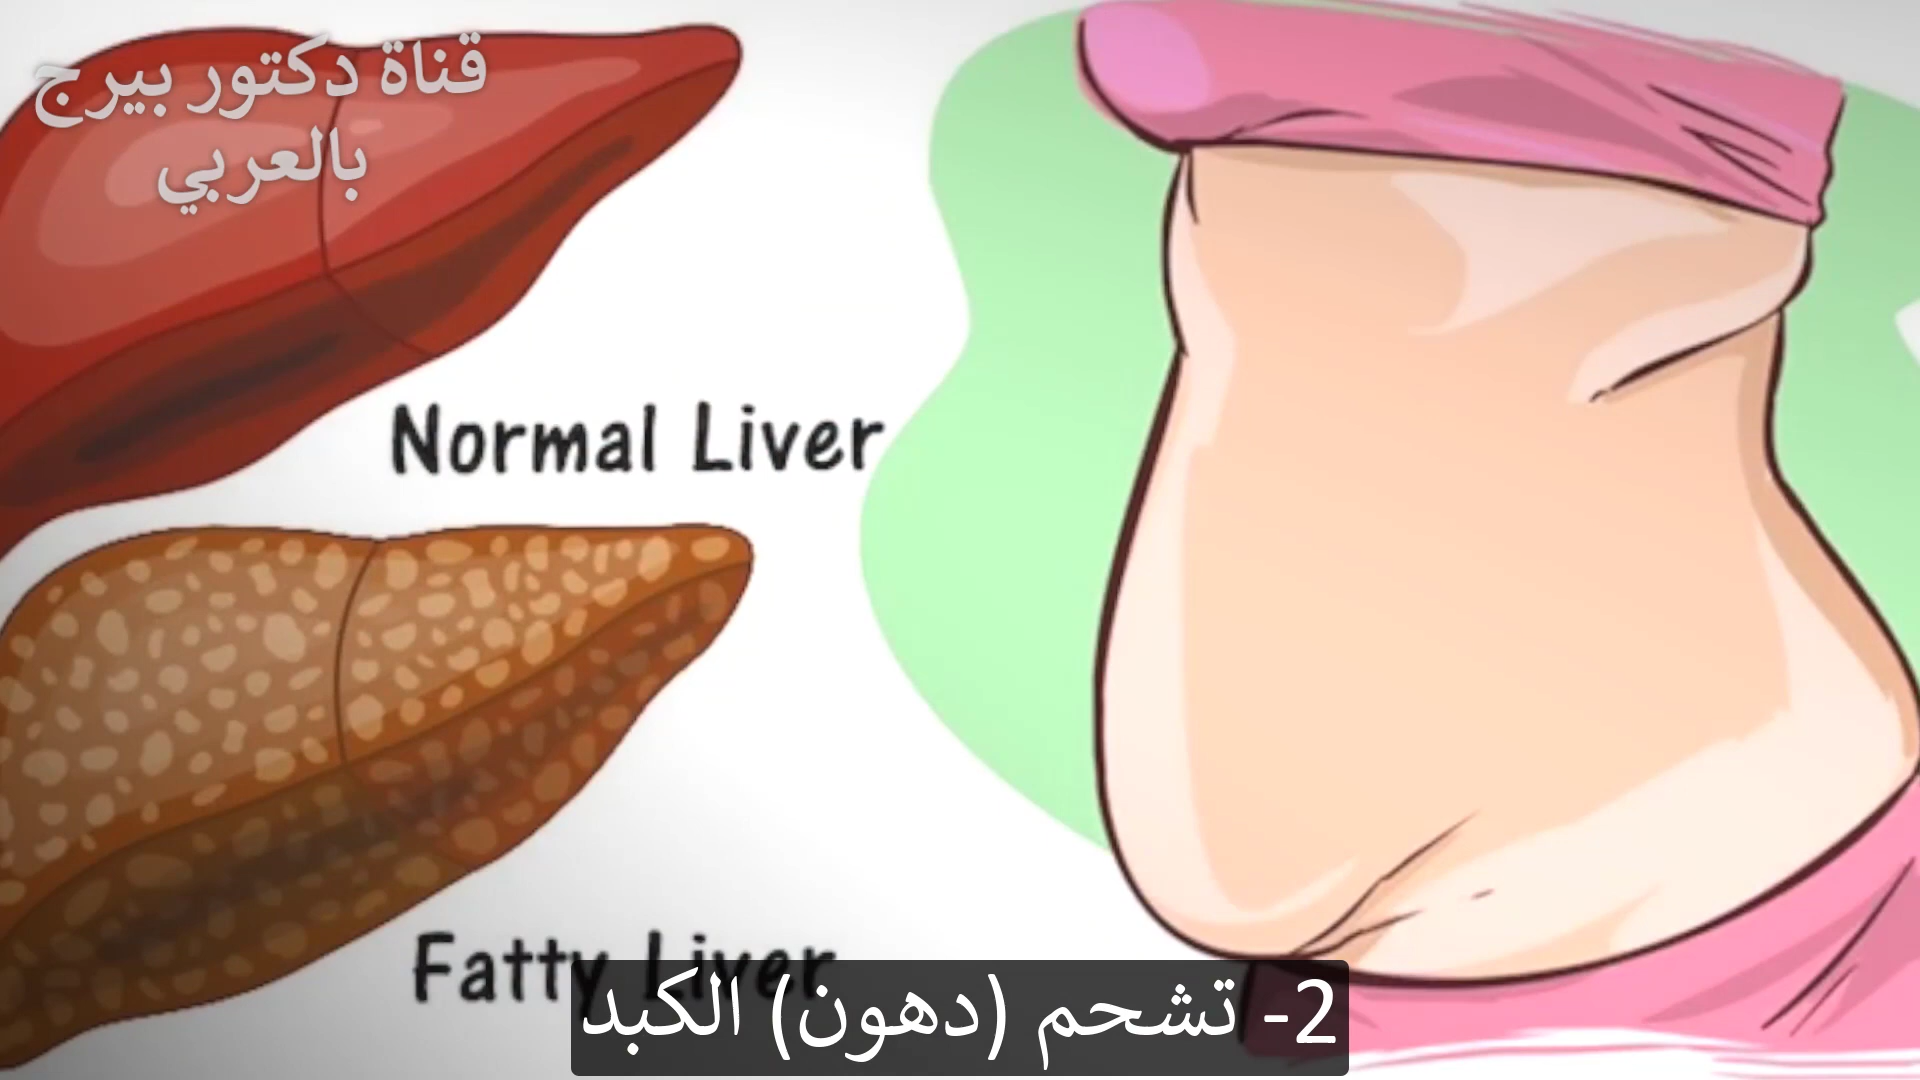 قناة دكتور بيرج
بالعربي
Normal Liver
Fatty Liver
2- تشحم (دهون) الكبد